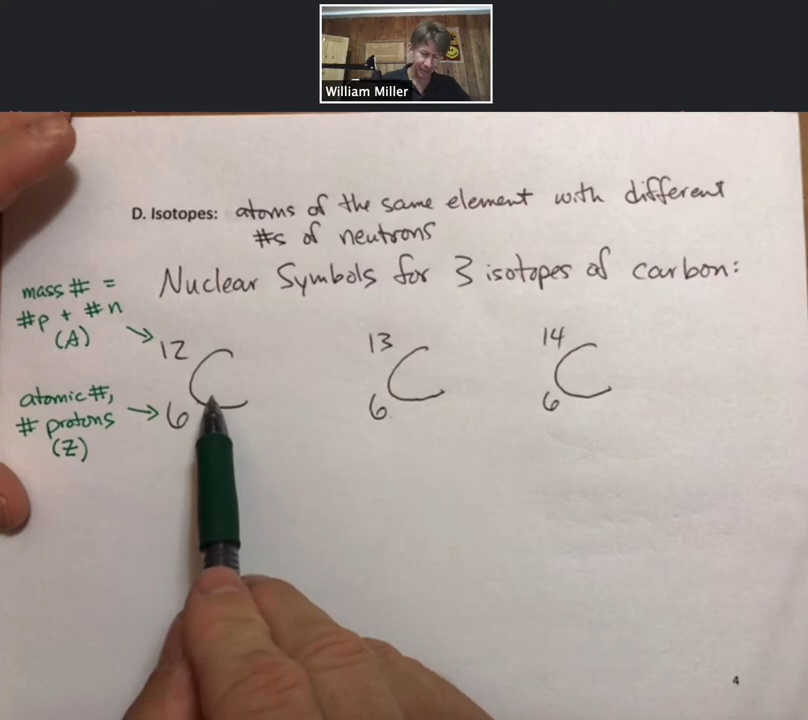 William Miller
D. Isotopes: atoms of the same element with different
#s of neutrons
Nuclear Symbols for 3 isotopes of carbon:
mass # =
#p + #n
(A)
12
C
6
13
C
6
14
C
6
atomic #,
# protons
(Z)
4